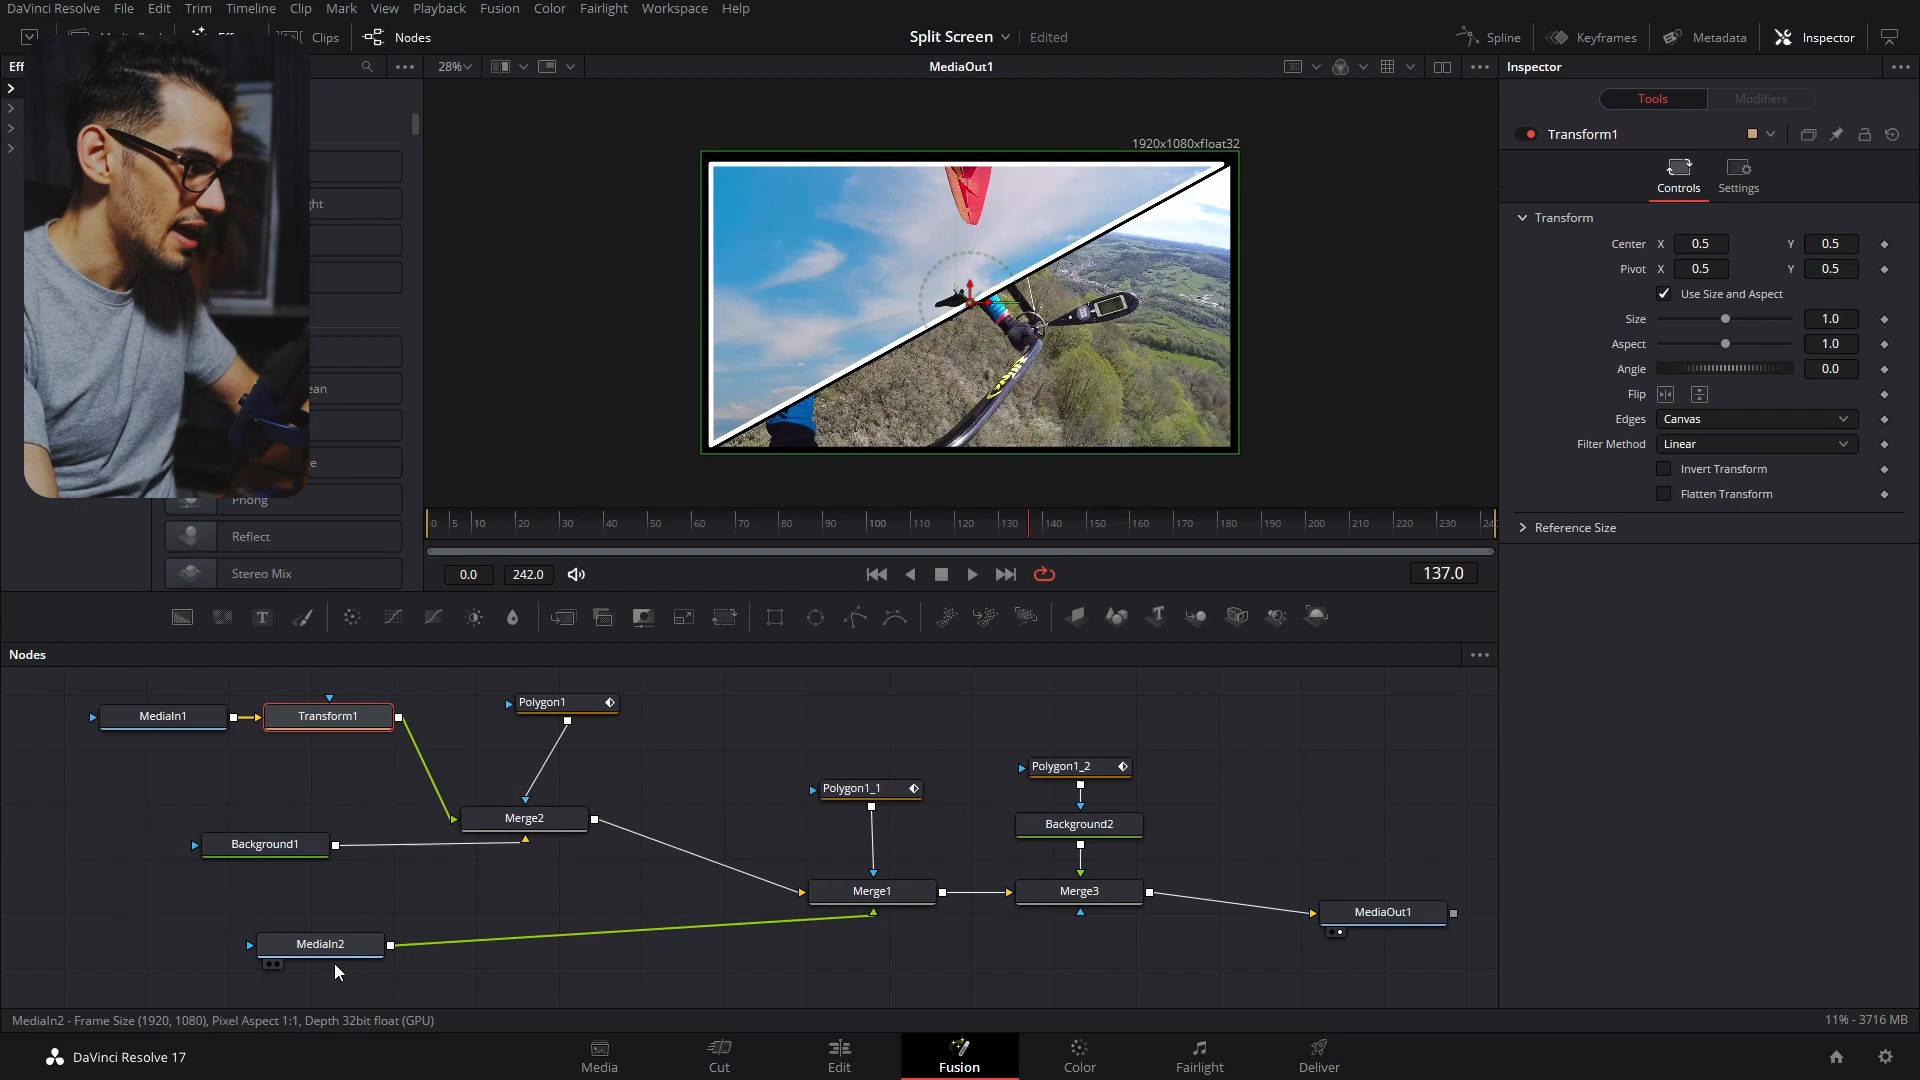 DaVinci Resolve File Edit Trim Timeline Clip Mark View Playback Fusion Color Fairlight Workspace Help
Clips Nodes Split Screen Edited Spline Keyframes Metadata Inspector
Eff 28% MediaOut1 Inspector
Tools Modifiers
Transform1
1920x1080xfloat32
Controls Settings
Transform
Center X 0.5 Y 0.5
Pivot X 0.5 Y 0.5
Use Size and Aspect
Size 1.0
Aspect 1.0
Angle 0.0
Flip
Edges Canvas
Filter Method Linear
Invert Transform
Flatten Transform
Reference Size
ght
ean
e
Phong
Reflect
Stereo Mix
0 5 10 20 30 40 50 60 70 80 90 100 110 120 130 140 150 160 170 180 190 200 210 220 230 24
0.0 242.0 137.0
Nodes
MediaIn1 Transform1 Polygon1
Polygon1_1 Polygon1_2
Merge2 Background2
Background1
Merge1 Merge3
MediaOut1
MediaIn2
MediaIn2 - Frame Size (1920, 1080), Pixel Aspect 1:1, Depth 32bit float (GPU) 11% - 3716 MB
DaVinci Resolve 17 Media Cut Edit Fusion Color Fairlight Deliver